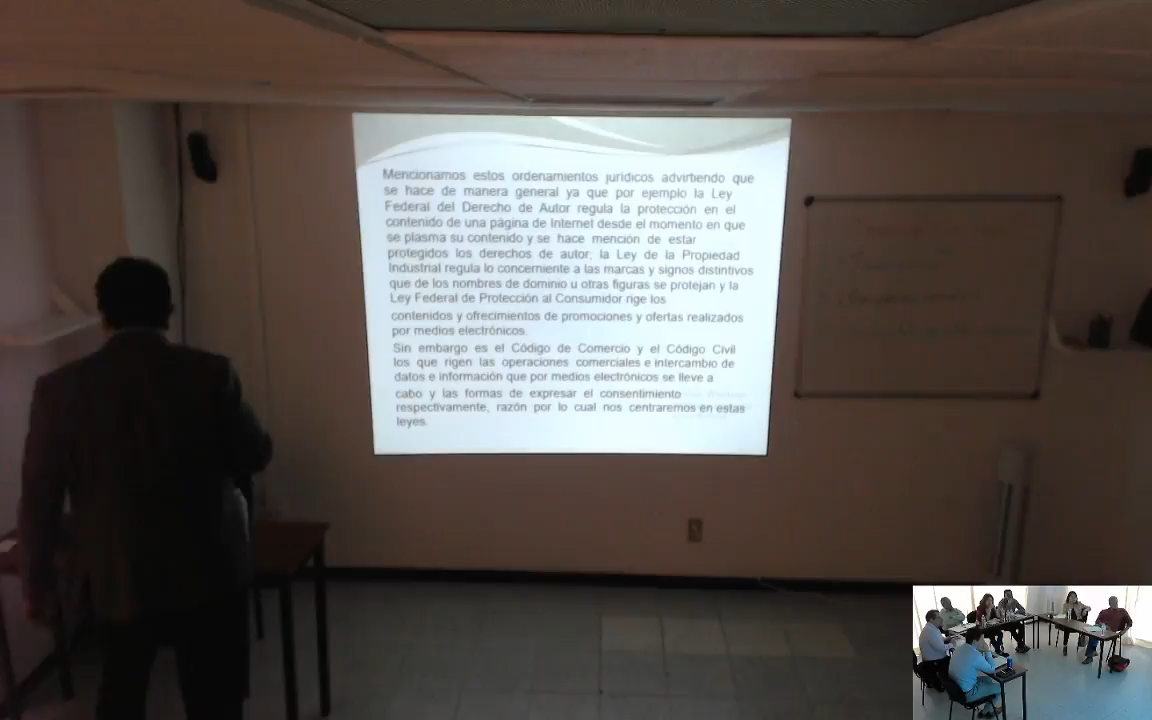 Mencionamos estos ordenamientos jurídicos advirtiendo que
se hace de manera general ya que por ejemplo la Ley
Federal del Derecho de Autor regula la protección en el
contenido de una página de Internet desde el momento en que
se plasma su contenido y se hace mención de estar
protegidos los derechos de autor; la Ley de la Propiedad
Industrial regula lo concerniente a las marcas y signos distintivos
que de los nombres de dominio u otras figuras se protejan y la
Ley Federal de Protección al Consumidor rige los
contenidos y ofrecimientos de promociones y ofertas realizados
por medios electrónicos.
Sin embargo es el Código de Comercio y el Código Civil
los que rigen las operaciones comerciales e intercambio de
datos e información que por medios electrónicos se lleve a
cabo y las formas de expresar el consentimiento
respectivamente, razón por lo cual nos centraremos en estas
leyes.